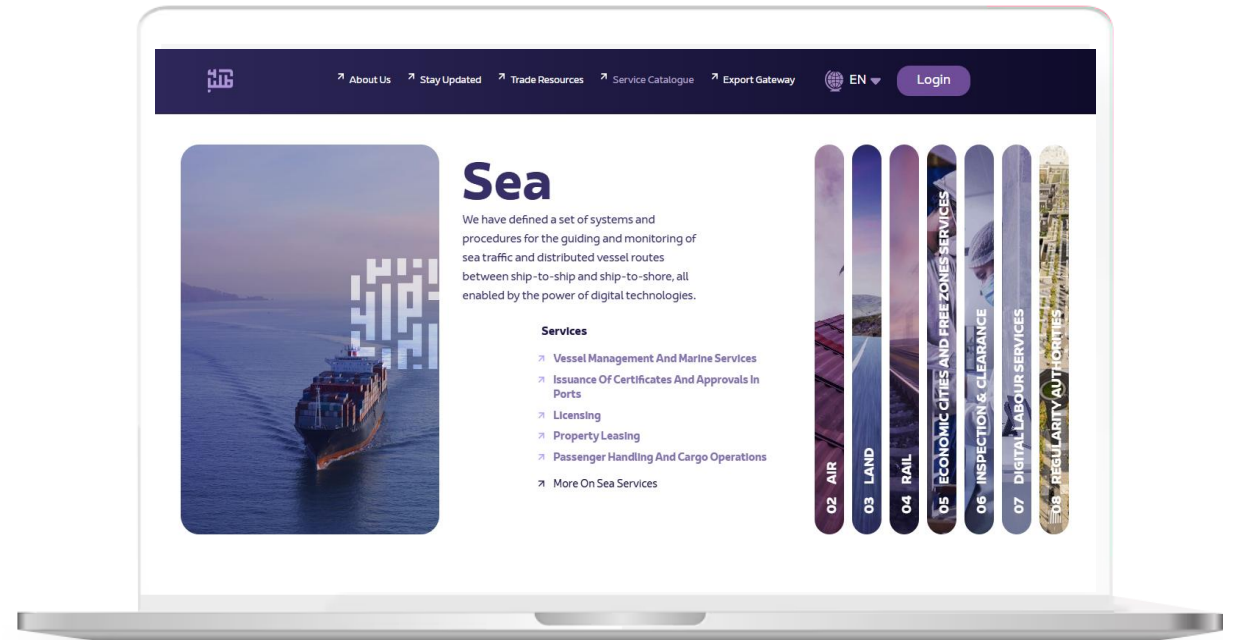 About Us
Stay Updated
Trade Resources
Service Catalogue
Export Gateway
EN
Login
Sea
We have defined a set of systems and
procedures for the guiding and monitoring of
sea traffic and distributed vessel routes
between ship-to-ship and ship-to-shore, all
enabled by the power of digital technologies.
Services
Vessel Management And Marine Services
Issuance Of Certificates And Approvals In
Ports
Licensing
Property Leasing
Passenger Handling And Cargo Operations
More On Sea Services
02 AIR
03 LAND
04 RAIL
05 ECONOMIC CITIES AND FREE ZONES SERVICES
06 INSPECTION & CLEARANCE
07 DIGITAL LABOUR SERVICES
08 REGULARITY AUTHORITIES